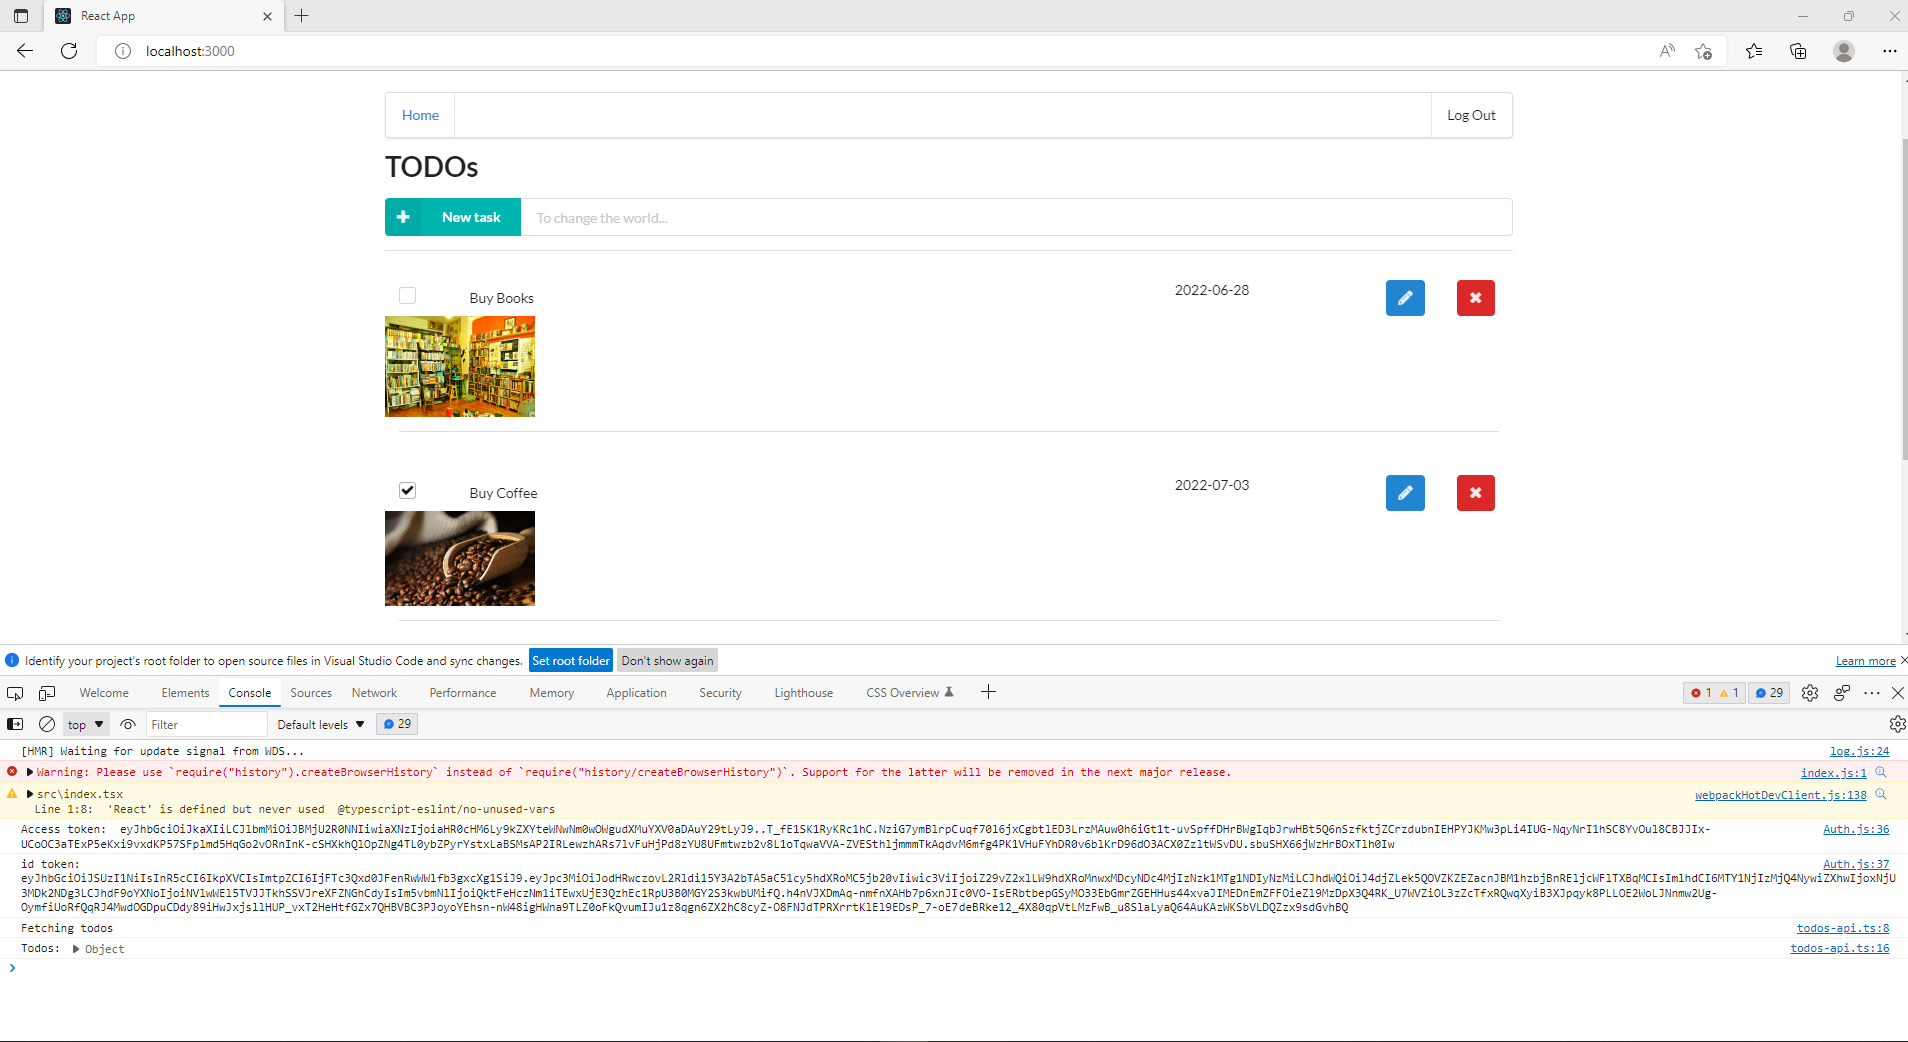 React App
localhost:3000
Home
Log Out
TODOs
New task
To change the world...
Buy Books
2022-06-28
Buy Coffee
2022-07-03
Identify your project's root folder to open source files in Visual Studio Code and sync changes. Set root folder Don't show again Learn more
Welcome Elements Console Sources Network Performance Memory Application Security Lighthouse CSS Overview 1 1 29
top Filter Default levels 29
[HMR] Waiting for update signal from WDS... log.js:24
Warning: Please use `require("history").createBrowserHistory` instead of `require("history/createBrowserHistory")`. Support for the latter will be removed in the next major release. index.js:1
src\index.tsx webpackHotDevClient.js:138
Line 1:8: 'React' is defined but never used @typescript-eslint/no-unused-vars
Access token: Auth.js:36
id token: Auth.js:37
Fetching todos todos-api.ts:8
Todos: Object todos-api.ts:16